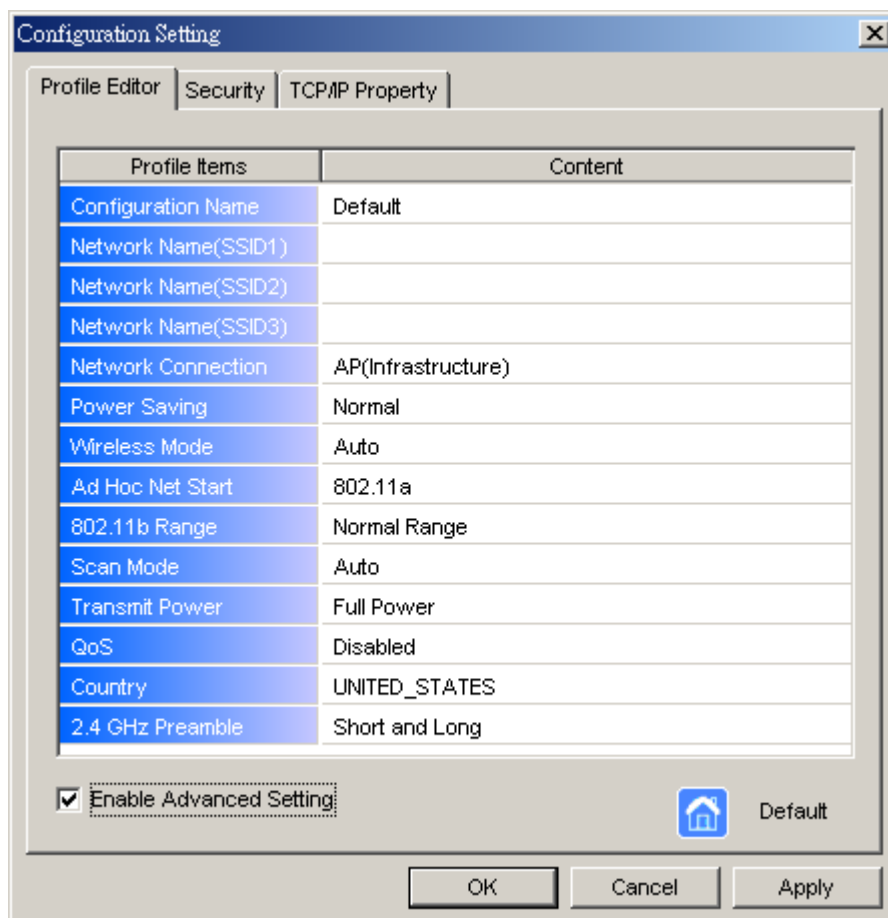 Configuration Setting
Profile Editor Security TCP/IP Property
Profile Items Content
Configuration Name Default
Network Name(SSID1)
Network Name(SSID2)
Network Name(SSID3)
Network Connection AP(Infrastructure)
Power Saving Normal
Wireless Mode Auto
Ad Hoc Net Start 802.11a
802.11b Range Normal Range
Scan Mode Auto
Transmit Power Full Power
QoS Disabled
Country UNITED_STATES
2.4 GHz Preamble Short and Long
Enable Advanced Setting Default
OK Cancel Apply